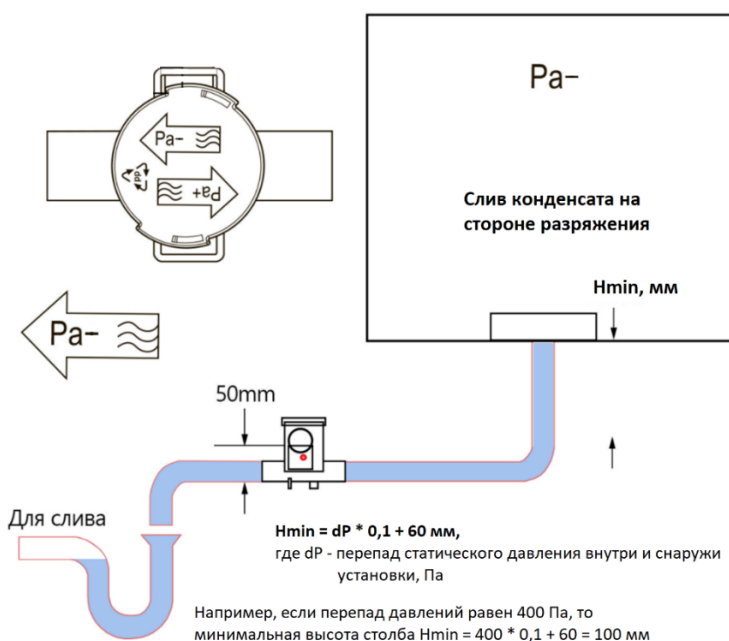 Pa-
Слив конденсата на
стороне разряжения
Hmin, мм
Pa-
Pa+
PP
Pa-
50mm
Для слива
Hmin = dP * 0,1 + 60 мм,
где dP - перепад статического давления внутри и снаружи
установки, Па
Например, если перепад давлений равен 400 Па, то
минимальная высота столба Hmin = 400 * 0,1 + 60 = 100 мм